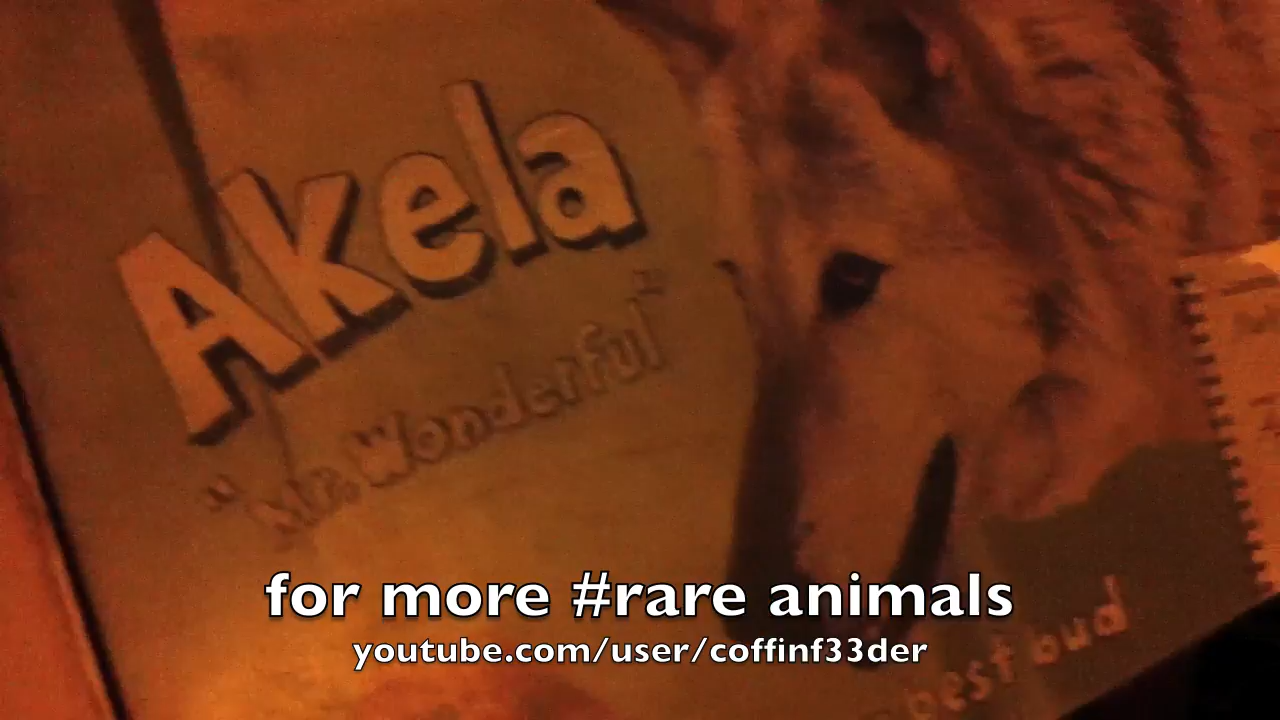 Akela
"Mr. Wonderful"
best bud
for more #rare animals
youtube.com/user/coffinf33der